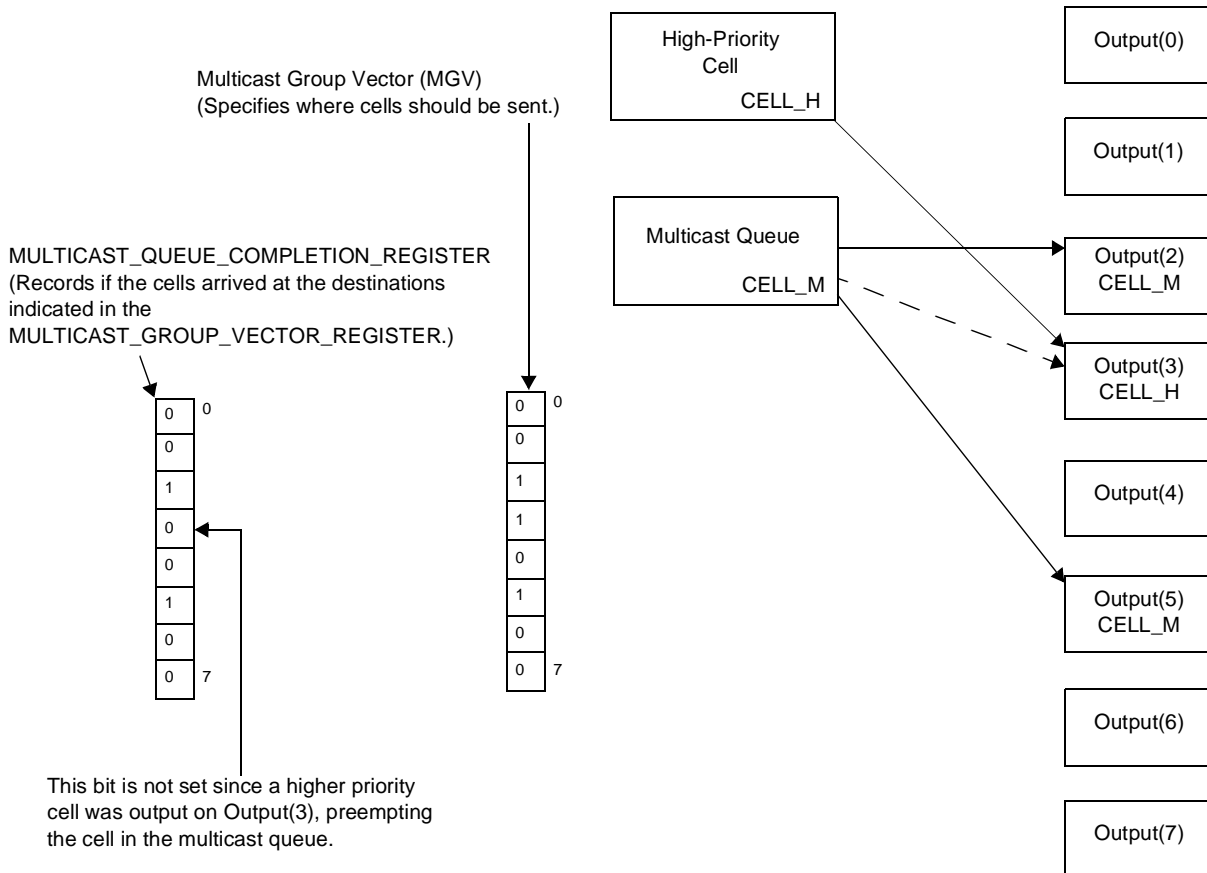 Multicast Group Vector (MGV)
(Specifies where cells should be sent.)
MULTICAST_QUEUE_COMPLETION_REGISTER
(Records if the cells arrived at the destinations
indicated in the
MULTICAST_GROUP_VECTOR_REGISTER.)
0 0
0
1
0
0
1
0
0 7
This bit is not set since a higher priority
cell was output on Output(3), preempting
the cell in the multicast queue.
0 0
0
1
1
0
1
0
0 7
High-Priority
Cell
CELL_H
Multicast Queue
CELL_M
Output(0)
Output(1)
Output(2)
CELL_M
Output(3)
CELL_H
Output(4)
Output(5)
CELL_M
Output(6)
Output(7)